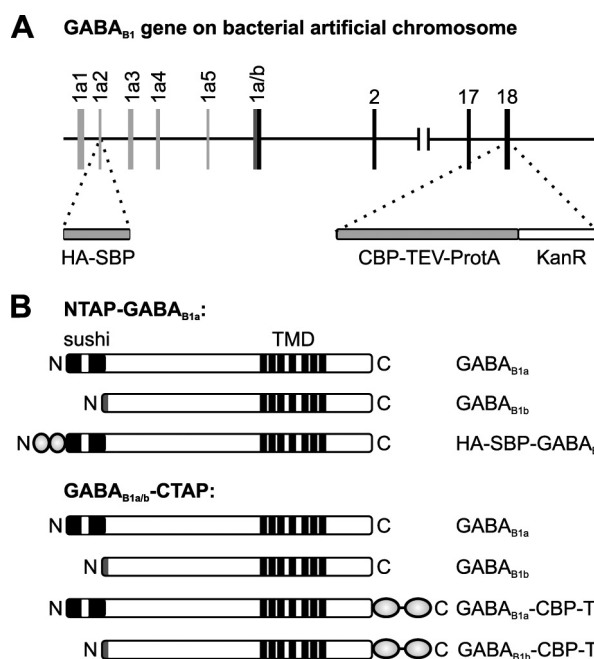 A GABAB1 gene on bacterial artificial chromosome
1a1 1a2 1a3 1a4 1a5 1a/b 2 17 18
HA-SBP CBP-TEV-ProtA KanR
B NTAP-GABAB1a:
sushi TMD
N C GABAB1a
N C GABAB1b
N C HA-SBP-GABA
GABAB1a/b-CTAP:
N C GABAB1a
N C GABAB1b
N C GABAB1a-CBP-T
N C GABAB1b-CBP-T